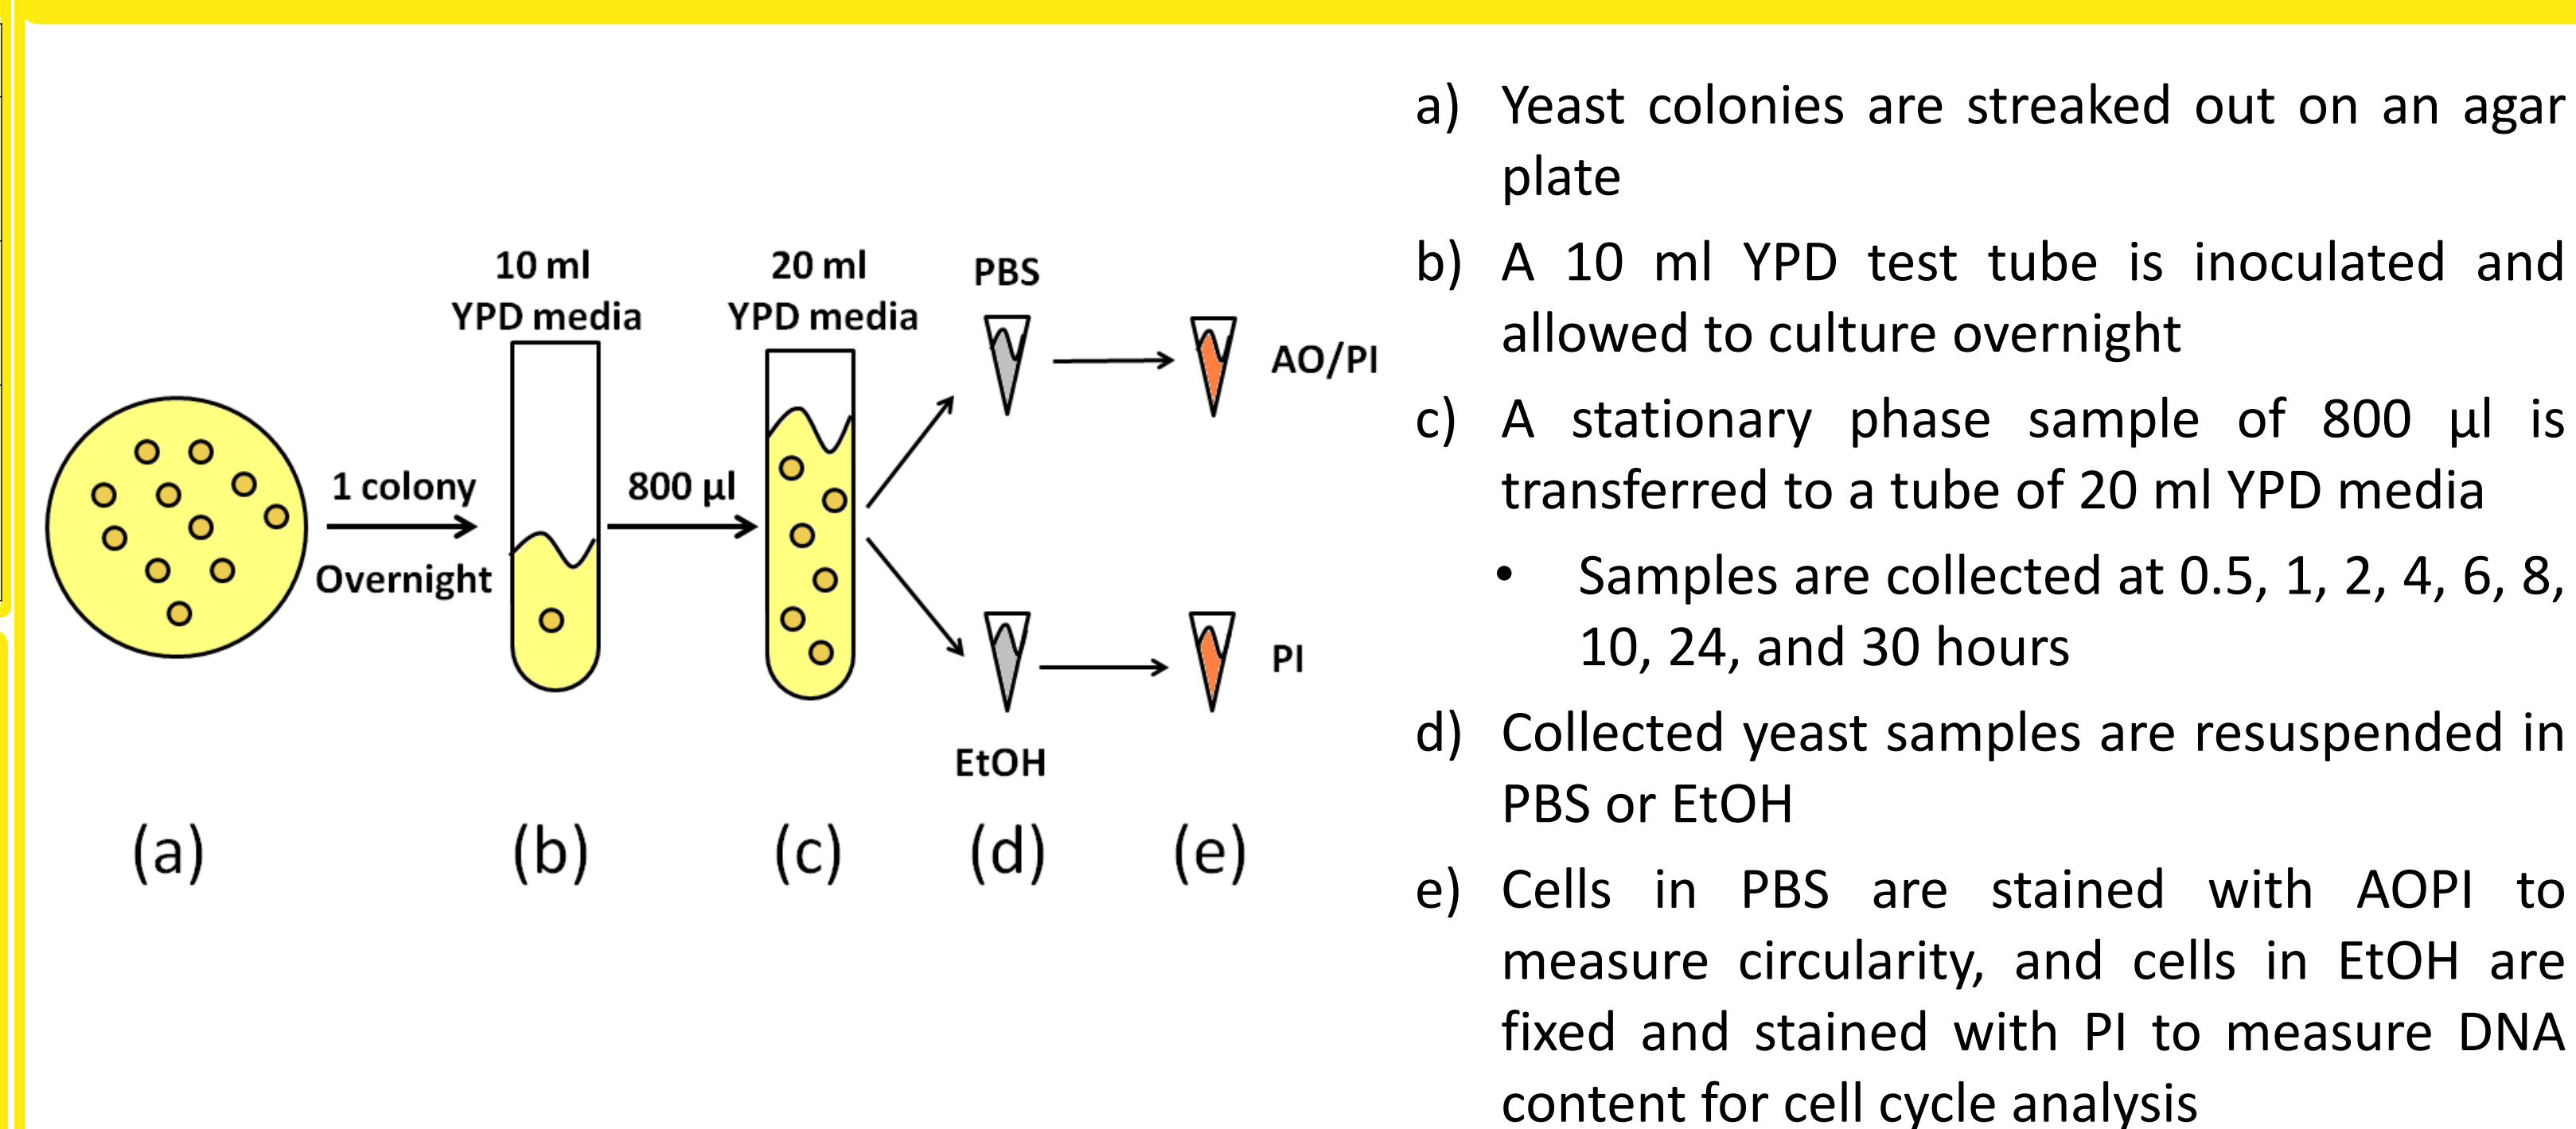 10 ml
YPD media
20 ml
YPD media
PBS
AO/PI
1 colony
Overnight
800 µl
PI
EtOH
(a)
(b)
(c)
(d)
(e)
a) Yeast colonies are streaked out on an agar
plate
b) A 10 ml YPD test tube is inoculated and
allowed to culture overnight
c) A stationary phase sample of 800 µl is
transferred to a tube of 20 ml YPD media
• Samples are collected at 0.5, 1, 2, 4, 6, 8,
10, 24, and 30 hours
d) Collected yeast samples are resuspended in
PBS or EtOH
e) Cells in PBS are stained with AOPI to
measure circularity, and cells in EtOH are
fixed and stained with PI to measure DNA
content for cell cycle analysis